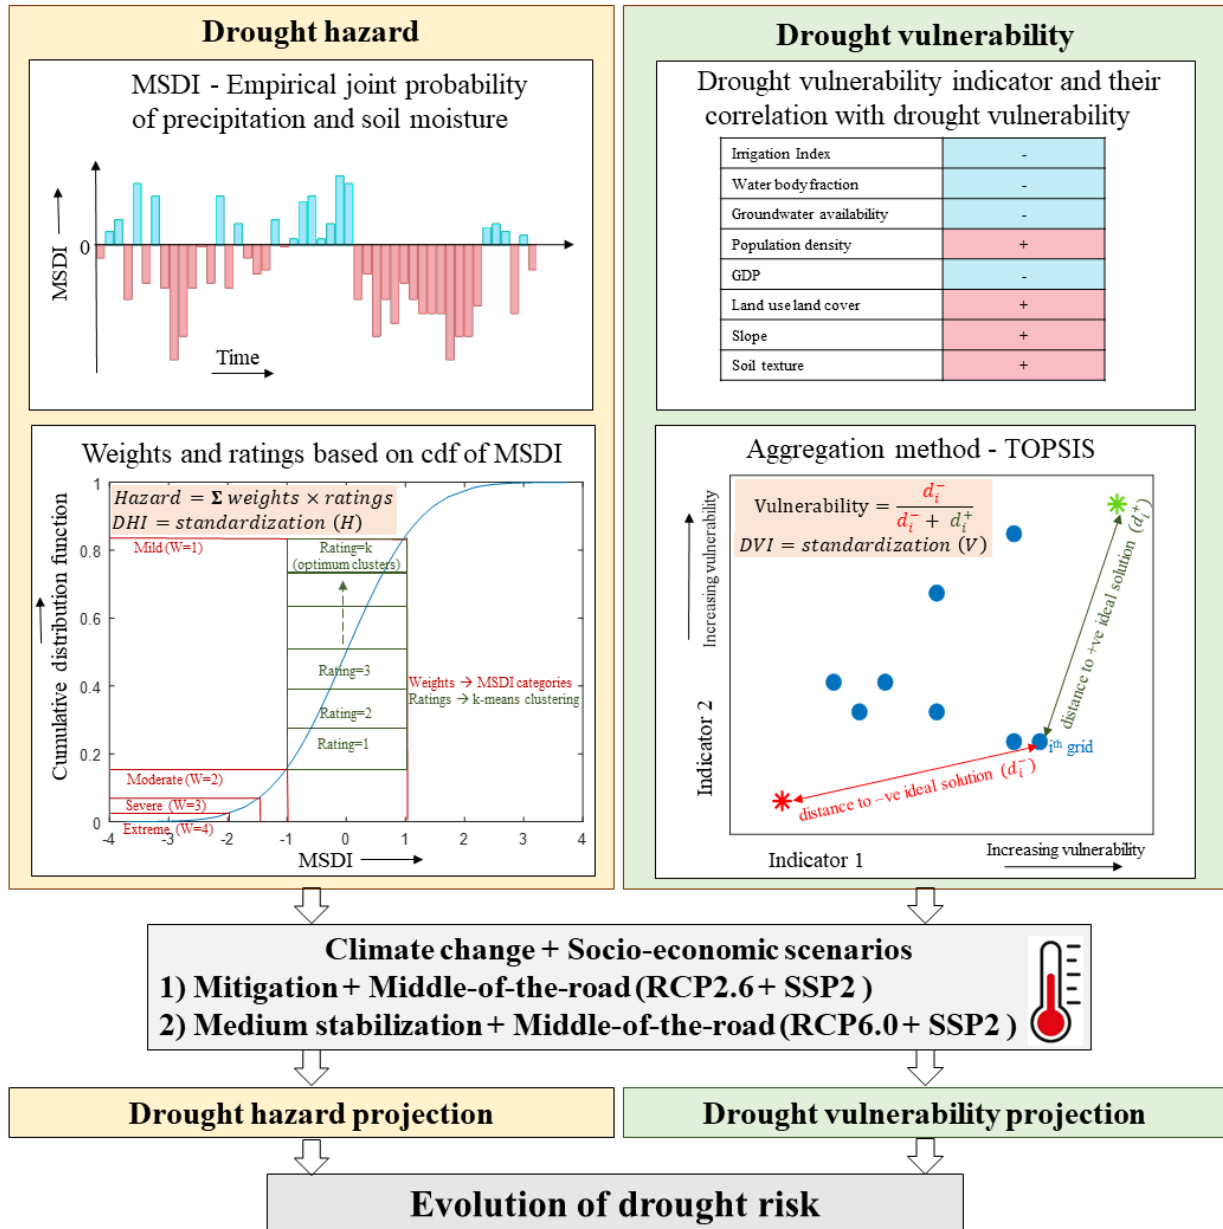 Drought hazard
MSDI - Empirical joint probability
of precipitation and soil moisture
MSDI
0
Time
Weights and ratings based on cdf of MSDI
Hazard = Σ weights × ratings
DHI = standardization (H)
Mild (W=1)
Rating=k
(optimum clusters)
Rating=3
Weights → MSDI categories
Ratings → k-means clustering
Rating=2
Rating=1
Moderate (W=2)
Severe (W=3)
Extreme (W=4)
Cumulative distribution function
1
0.8
0.6
0.4
0.2
0
-4 -3 -2 -1 0 1 2 3 4
MSDI
Drought vulnerability
Drought vulnerability indicator and their
correlation with drought vulnerability
Irrigation Index -
Water body fraction -
Groundwater availability -
Population density +
GDP -
Land use land cover +
Slope +
Soil texture +
Aggregation method - TOPSIS
Vulnerability = d_i^- / (d_i^- + d_i^+)
DVI = standardization (V)
Increasing vulnerability
Indicator 2
distance to +ve ideal solution (d_i^+)
i^th grid
distance to –ve ideal solution (d_i^-)
Indicator 1
Increasing vulnerability
Climate change + Socio-economic scenarios
1) Mitigation + Middle-of-the-road (RCP2.6 + SSP2 )
2) Medium stabilization + Middle-of-the-road (RCP6.0 + SSP2 )
Drought hazard projection
Drought vulnerability projection
Evolution of drought risk